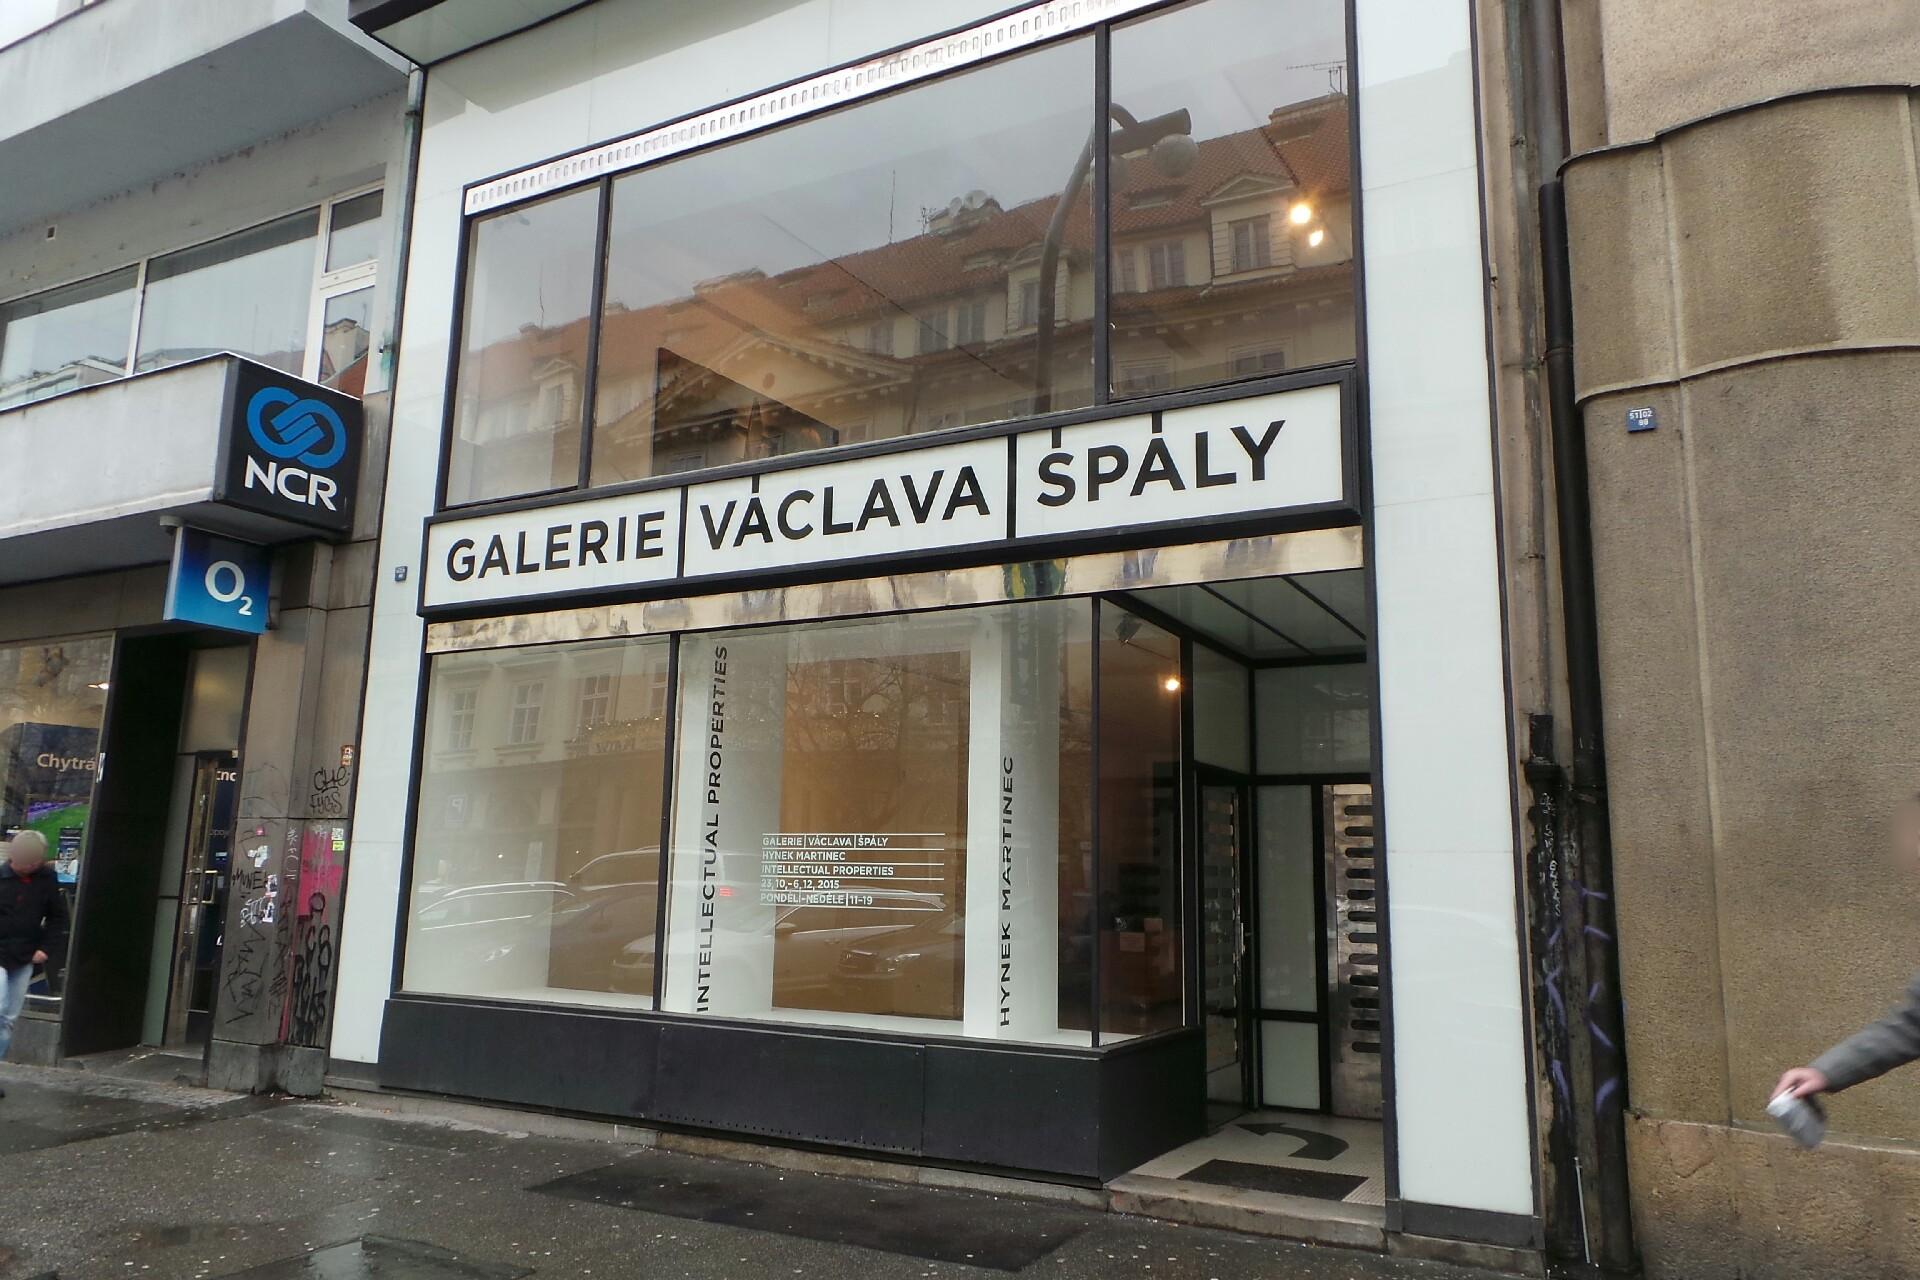 NCR
O2
GALERIE VÁCLAVA ŠPÁLY
INTELLECTUAL PROPERTIES
HYNEK MARTINEC
GALERIE | VÁCLAVA | ŠPÁLY
HYNEK MARTINEC
INTELLECTUAL PROPERTIES
23, 10,–6, 12, 2015
PONDĚLÍ–NEDĚLE | 11–19
Chytrá